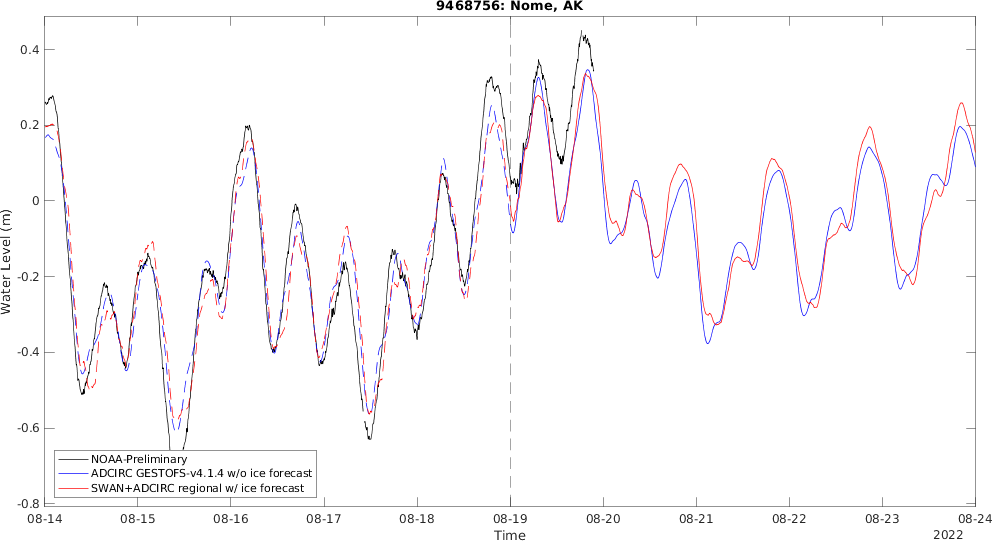 9468756: Nome, AK
Water Level (m)
0.4
0.2
0
-0.2
-0.4
-0.6
-0.8
NOAA-Preliminary
ADCIRC GESTOFS-v4.1.4 w/o ice forecast
SWAN+ADCIRC regional w/ ice forecast
08-14 08-15 08-16 08-17 08-18 08-19 08-20 08-21 08-22 08-23 08-24
Time
2022